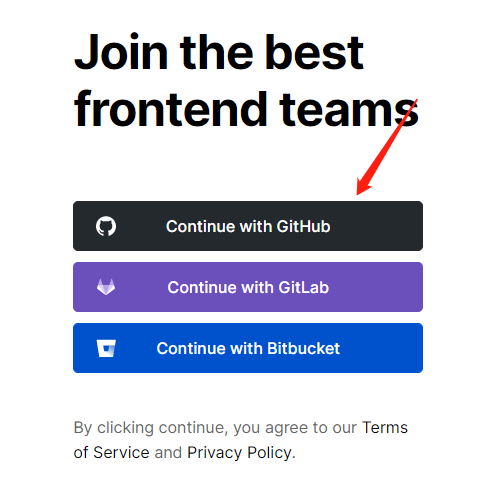 Join the best
frontend teams
Continue with GitHub
Continue with GitLab
Continue with Bitbucket
By clicking continue, you agree to our Terms
of Service and Privacy Policy.